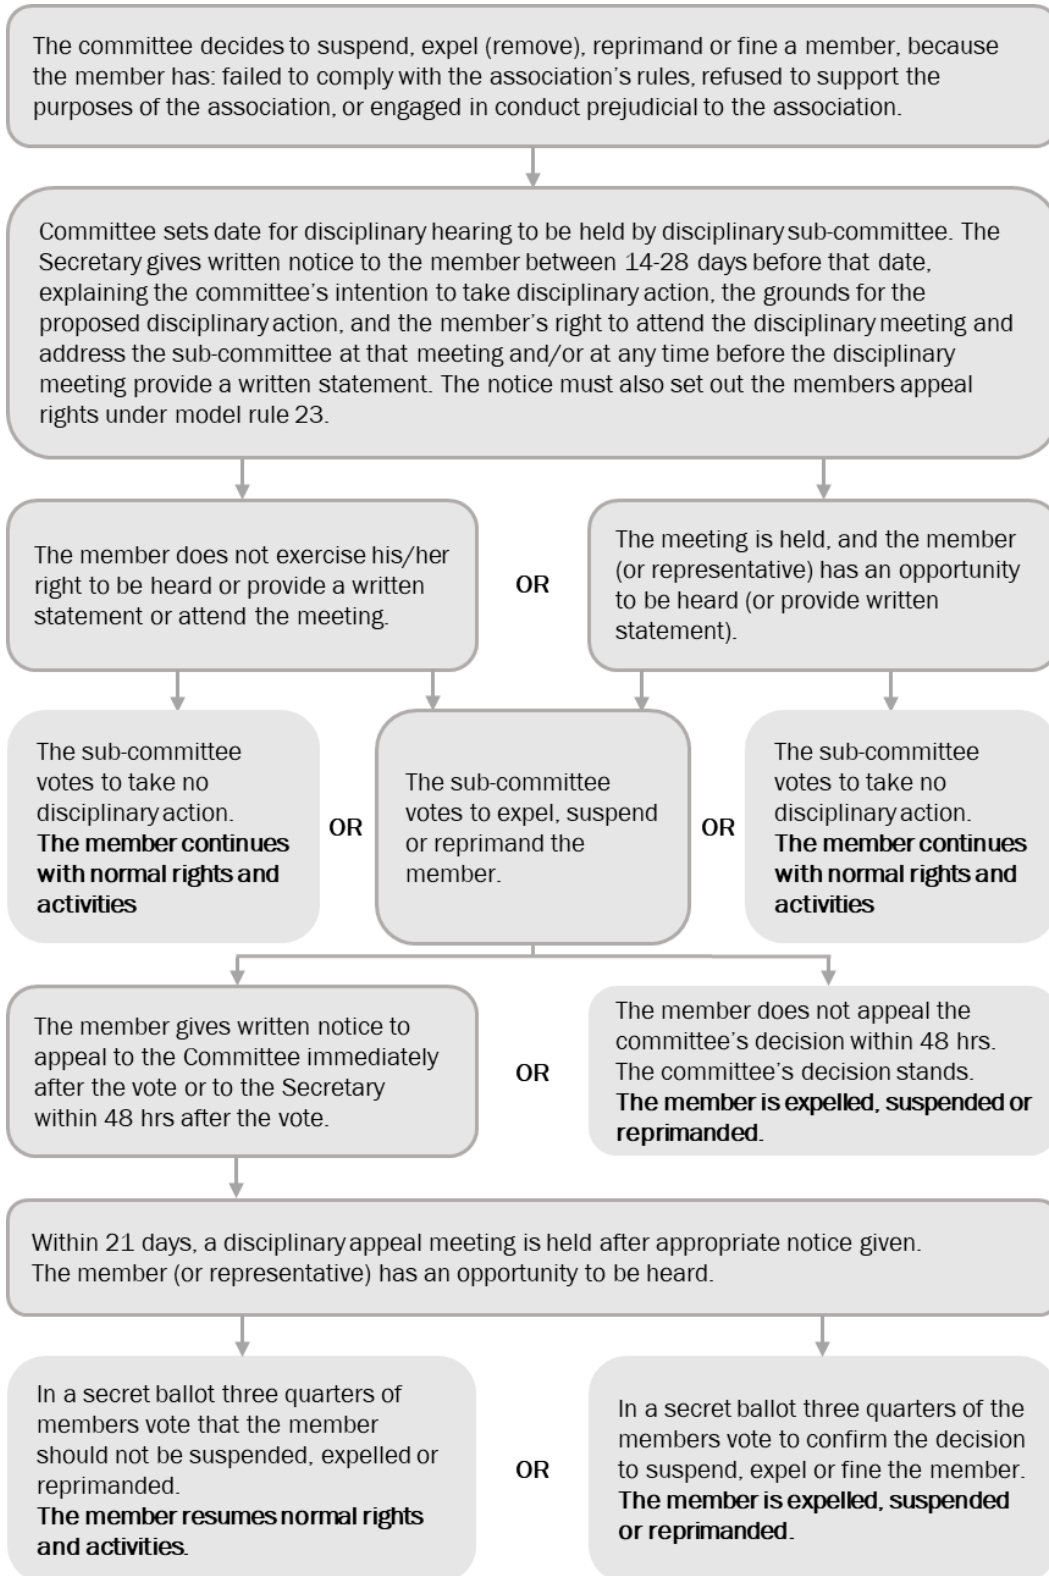 The committee decides to suspend, expel (remove), reprimand or fine a member, because
the member has: failed to comply with the association's rules, refused to support the
purposes of the association, or engaged in conduct prejudicial to the association.
Committee sets date for disciplinary hearing to be held by disciplinary sub-committee. The
Secretary gives written notice to the member between 14-28 days before that date,
explaining the committee's intention to take disciplinary action, the grounds for the
proposed disciplinary action, and the member's right to attend the disciplinary meeting and
address the sub-committee at that meeting and/or at any time before the disciplinary
meeting provide a written statement. The notice must also set out the members appeal
rights under model rule 23.
The member does not exercise his/her
right to be heard or provide a written
statement or attend the meeting.
OR
The meeting is held, and the member
(or representative) has an opportunity
to be heard (or provide written
statement).
The sub-committee
votes to take no
disciplinary action.
The member continues
with normal rights and
activities
OR
The sub-committee
votes to expel, suspend
or reprimand the
member.
OR
The sub-committee
votes to take no
disciplinary action.
The member continues
with normal rights and
activities
The member gives written notice to
appeal to the Committee immediately
after the vote or to the Secretary
within 48 hrs after the vote.
OR
The member does not appeal the
committee's decision within 48 hrs.
The committee's decision stands.
The member is expelled, suspended or
reprimanded.
Within 21 days, a disciplinary appeal meeting is held after appropriate notice given.
The member (or representative) has an opportunity to be heard.
In a secret ballot three quarters of
members vote that the member
should not be suspended, expelled or
reprimanded.
The member resumes normal rights
and activities.
OR
In a secret ballot three quarters of the
members vote to confirm the decision
to suspend, expel or fine the member.
The member is expelled, suspended
or reprimanded.